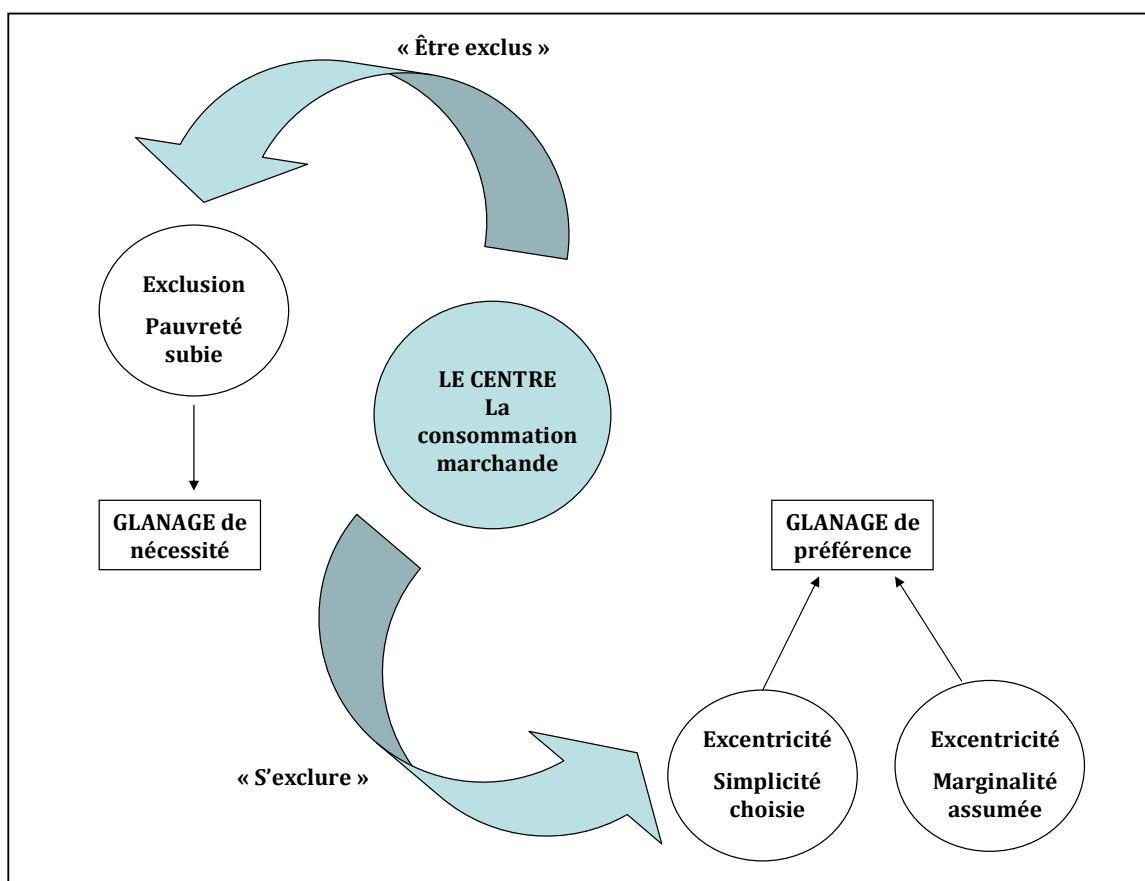 « Être exclus »
Exclusion
Pauvreté
subie
LE CENTRE
La
consommation
marchande
GLANAGE de
nécessité
GLANAGE de
préférence
« S’exclure »
Excentricité
Simplicité
choisie
Excentricité
Marginalité
assumée